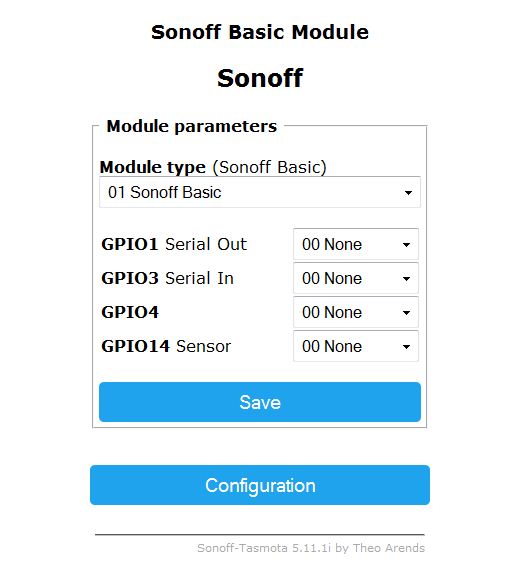 Sonoff Basic Module
Sonoff
Module parameters
Module type (Sonoff Basic)
01 Sonoff Basic
GPIO1 Serial Out 00 None
GPIO3 Serial In 00 None
GPIO4 00 None
GPIO14 Sensor 00 None
Save
Configuration
Sonoff-Tasmota 5.11.1i by Theo Arends